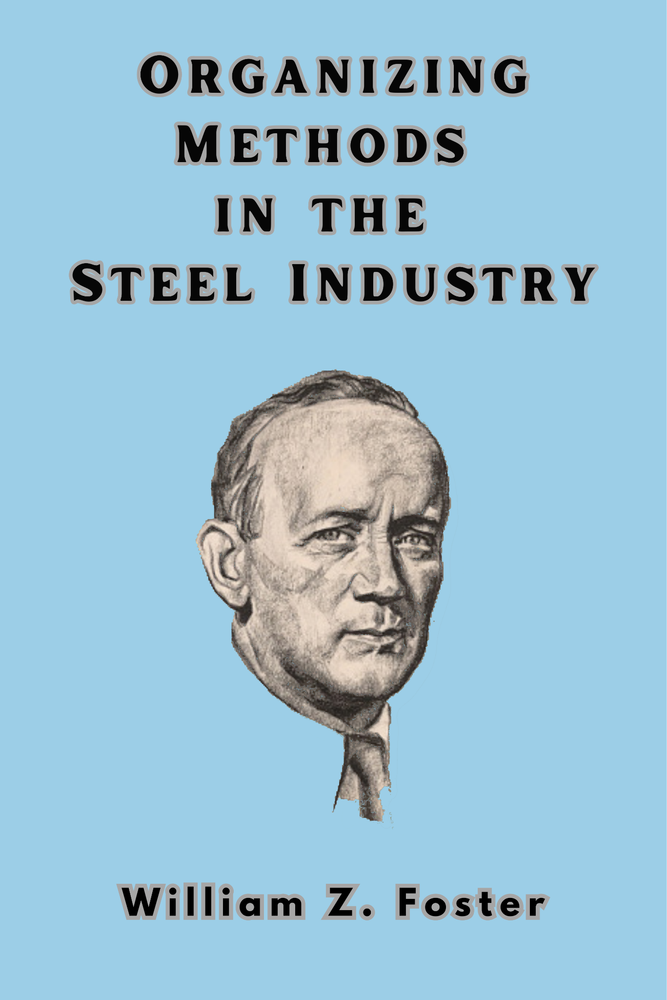 Organizing
Methods
in the
Steel Industry
William Z. Foster